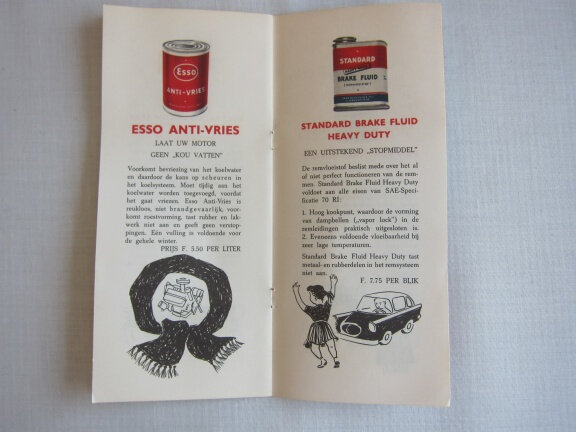 Esso
ANTI-VRIES
ESSO ANTI-VRIES
LAAT UW MOTOR
GEEN „KOU VATTEN"
Voorkomt bevriezing van het koelwater
en daardoor de kans op scheuren in
het koelsysteem. Moet tijdig aan het
koelwater worden toegevoegd, voordat
het gaat vriezen. Esso Anti-Vries is
reukloos, niet brandgevaarlijk, voor-
komt roestvorming, tast rubber en lak-
werk niet aan en geeft geen verstop-
pingen. Eén vulling is voldoende voor
de gehele winter.
PRIJS F. 5.50 PER LITER
STANDARD
BRAKE FLUID
STANDARD BRAKE FLUID
HEAVY DUTY
EEN UITSTEKEND „STOPMIDDEL"
De remvloeistof beslist mede over het al
of niet perfect functioneren van de rem-
men. Standard Brake Fluid Heavy Duty
voldoet aan alle eisen van SAE-Speci-
ficatie 70 R1:
1. Hoog kookpunt, waardoor de vorming
van dampbellen („vapor lock") in de
remleidingen praktisch uitgesloten is.
2. Eveneens voldoende vloeibaarheid bij
zeer lage temperaturen.
Standard Brake Fluid Heavy Duty tast
metaal- en rubberdelen in het remsysteem
niet aan.
F. 7.75 PER BLIK